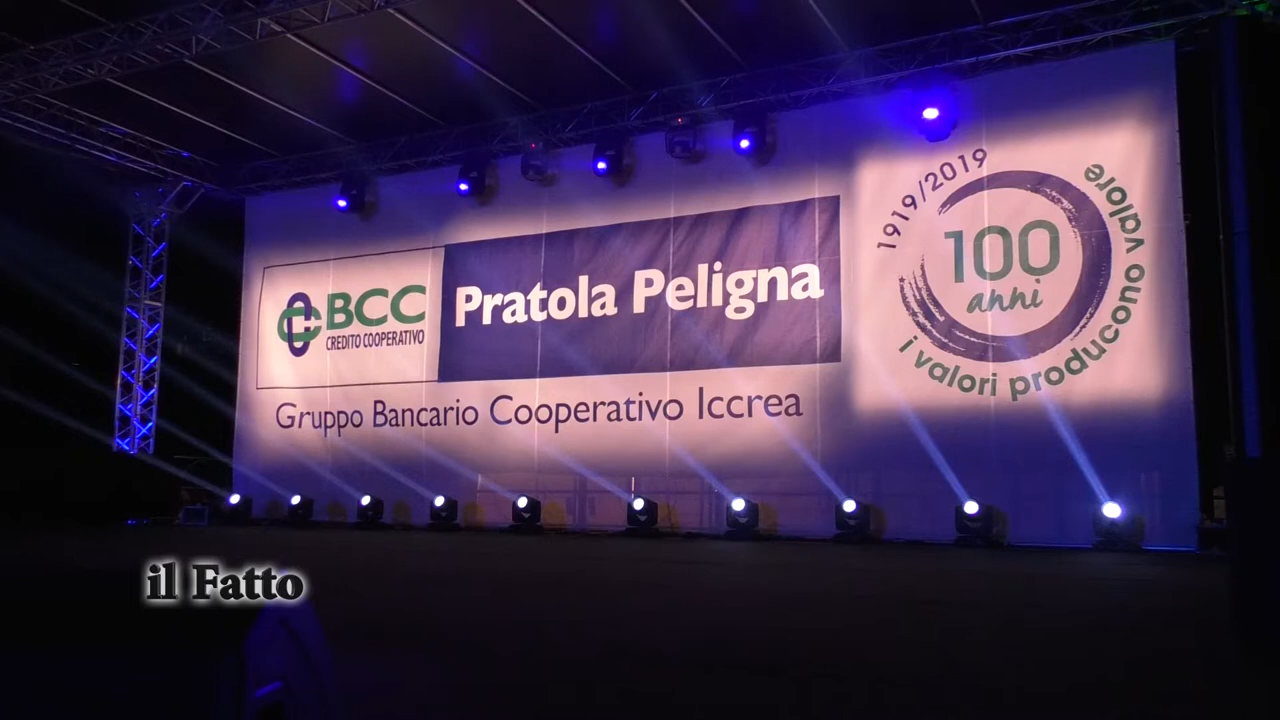 BCC
CREDITO COOPERATIVO
Pratola Peligna
Gruppo Bancario Cooperativo Iccrea
1919/2019
100
anni
i valori producono valore
il Fatto